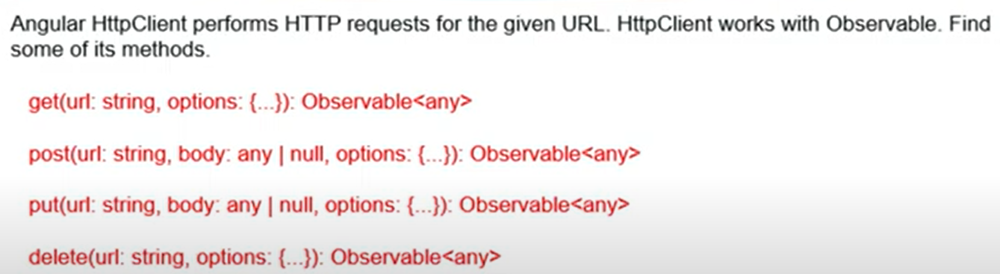 Angular HttpClient performs HTTP requests for the given URL. HttpClient works with Observable. Find
some of its methods.
get(url: string, options: {...}): Observable<any>
post(url: string, body: any | null, options: {...}): Observable<any>
put(url: string, body: any | null, options: {...}): Observable<any>
delete(url: string, options: {...}): Observable<any>